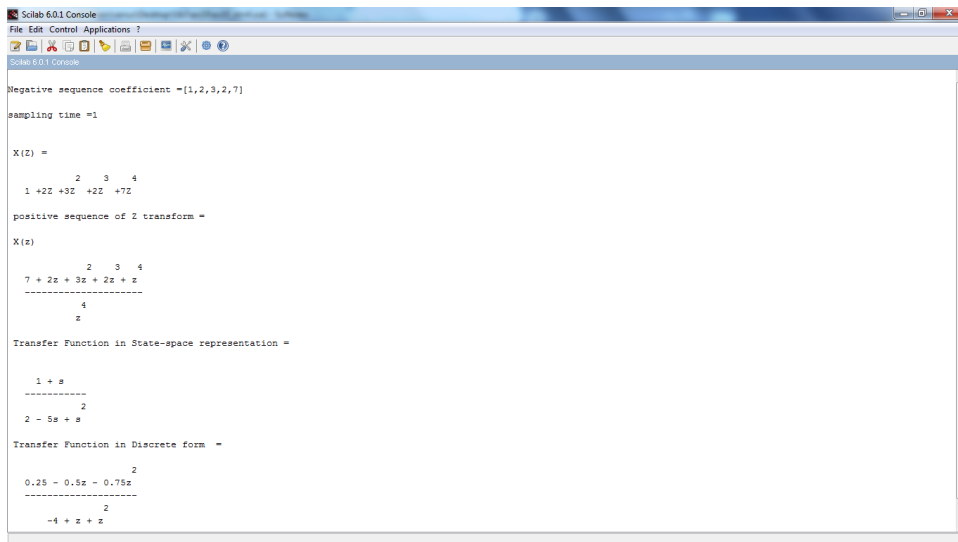 Scilab 6.0.1 Console
File Edit Control Applications ?
Scilab 6.0.1 Console
Negative sequence coefficient =[1,2,3,2,7]
sampling time =1
X(Z) =
2 3 4
1 +2Z +3Z +2Z +7Z
positive sequence of Z transform =
X(z)
2 3 4
7 + 2z + 3z + 2z + z
---------------------
4
z
Transfer Function in State-space representation =
1 + s
-----------
2
2 - 5s + s
Transfer Function in Discrete form =
2
0.25 - 0.5z - 0.75z
--------------------
2
-4 + z + z